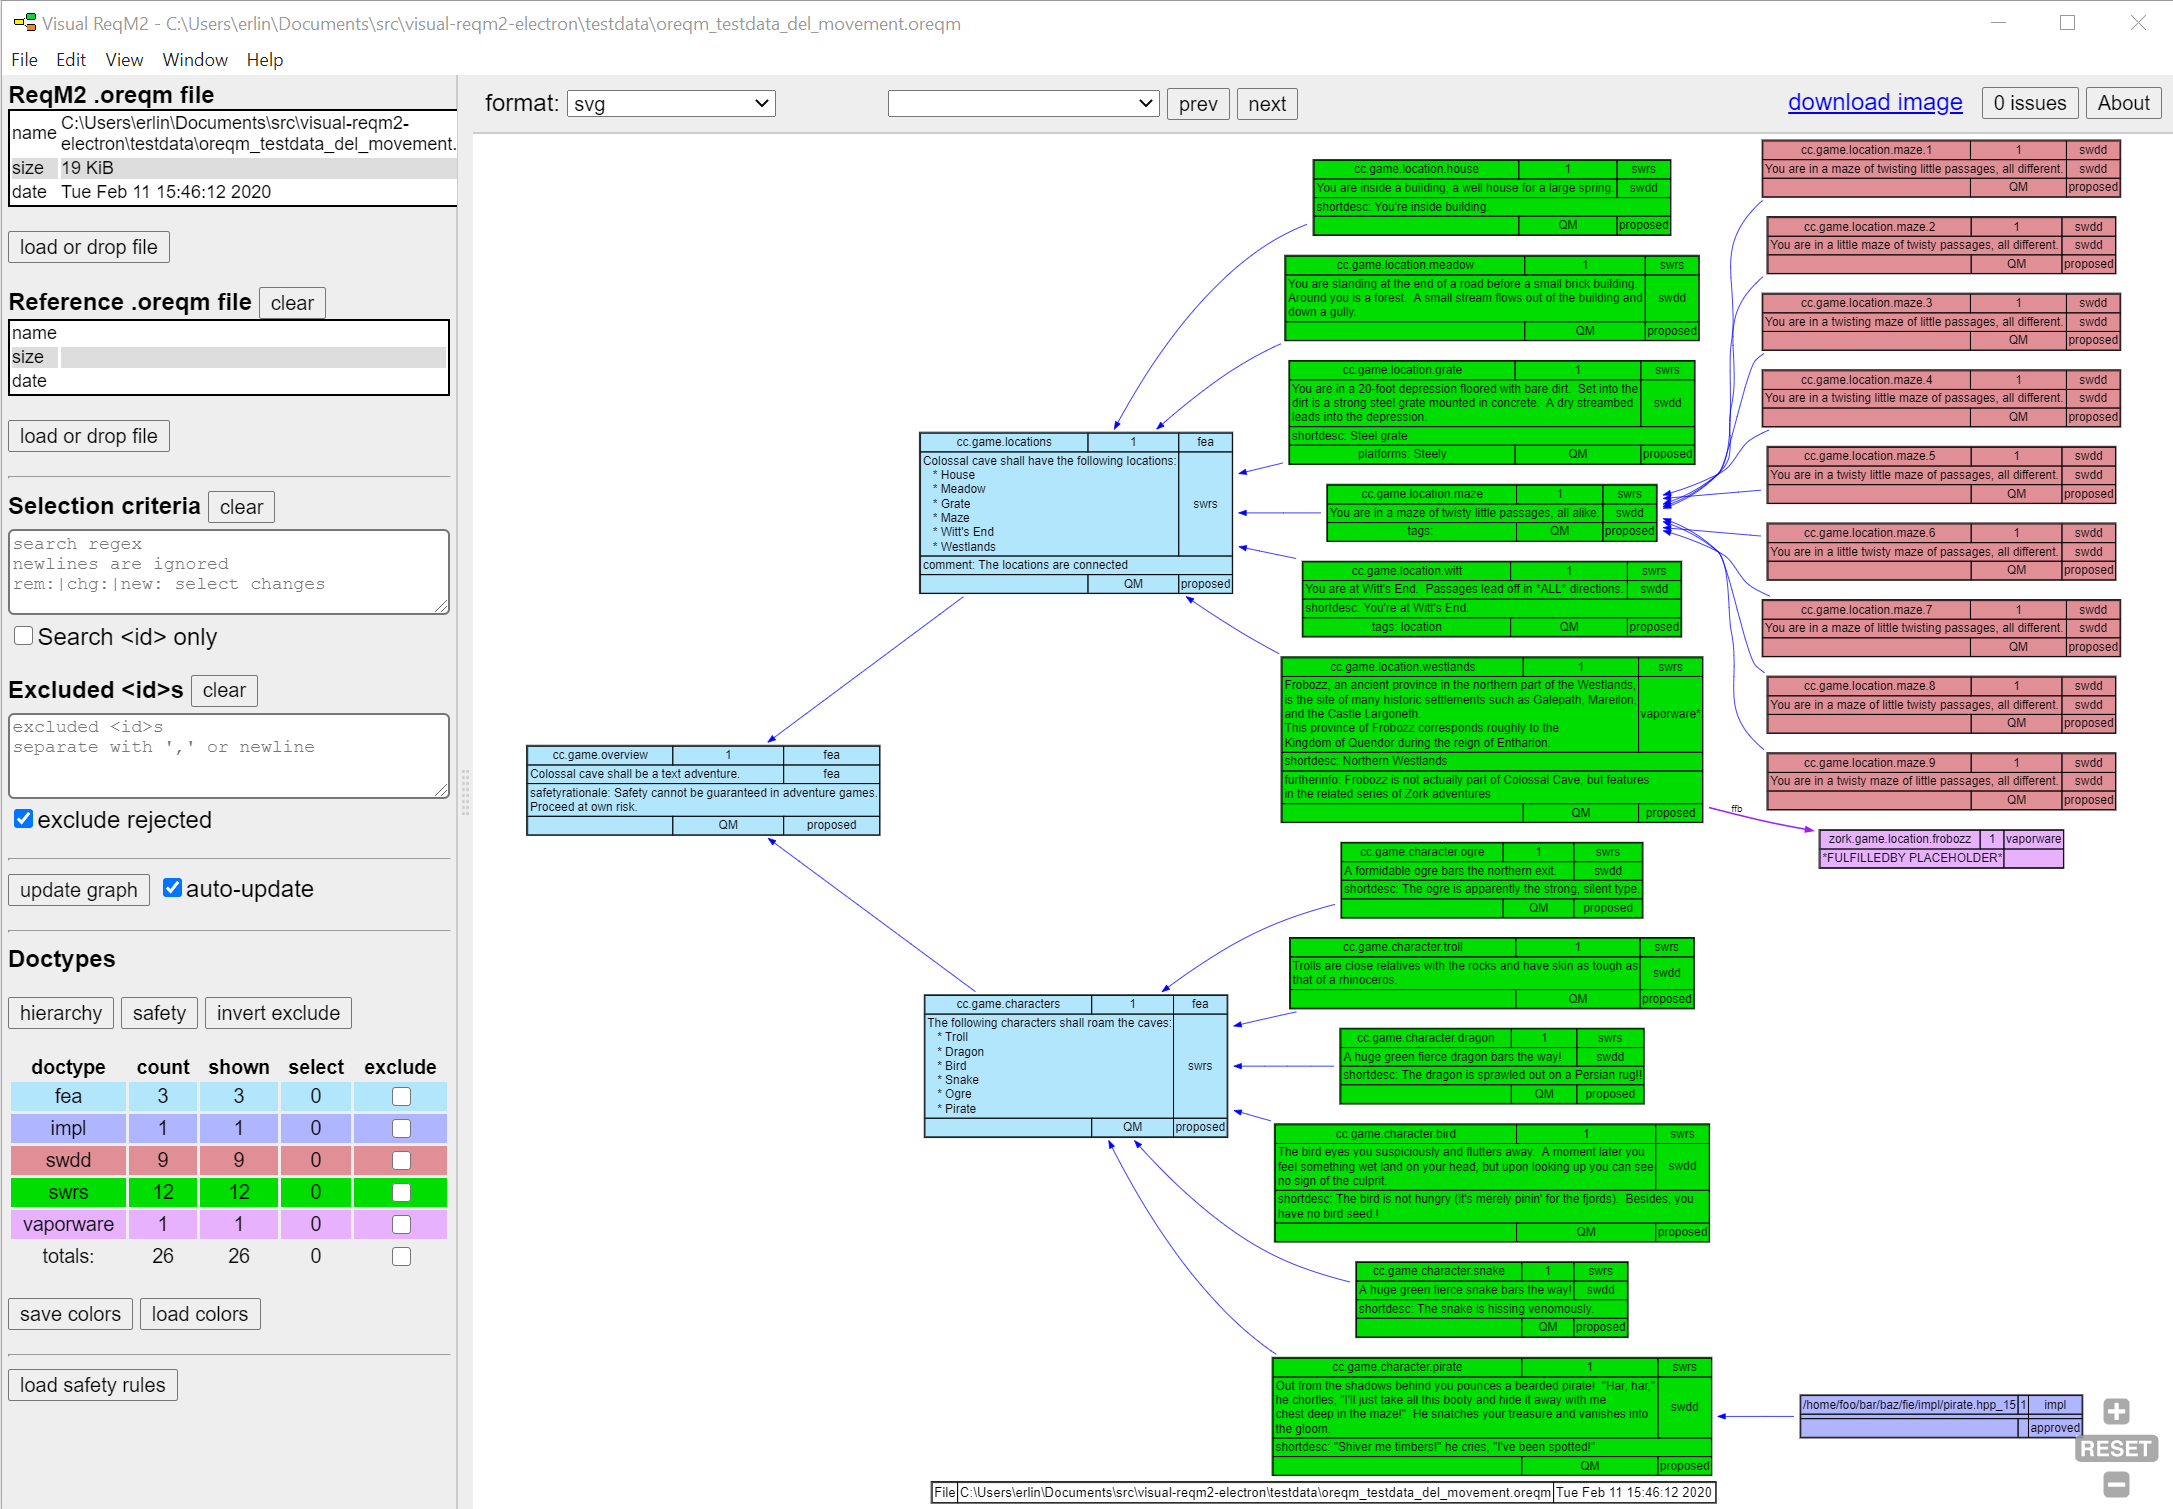 Visual ReqM2 - C:\Users\erlin\Documents\src\visual-reqm2-electron\testdata\oreqm_testdata_del_movement.oreqm
File Edit View Window Help
ReqM2 .oreqm file
name C:\Users\erlin\Documents\src\visual-reqm2-
electron\testdata\oreqm_testdata_del_movement.
size 19 KiB
date Tue Feb 11 15:46:12 2020
load or drop file
Reference .oreqm file clear
name
size
date
load or drop file
Selection criteria clear
search regex
newlines are ignored
rem:|chg:|new: select changes
Search <id> only
Excluded <id>s clear
excluded <id>s
separate with ',' or newline
exclude rejected
update graph auto-update
Doctypes
hierarchy safety invert exclude
doctype count shown select exclude
fea 3 3 0
impl 1 1 0
swdd 9 9 0
swrs 12 12 0
vaporware 1 1 0
totals: 26 26 0
save colors load colors
load safety rules
format: svg prev next download image 0 issues About
cc.game.overview 1 fea
Colossal cave shall be a text adventure. fea
safetyrationale: Safety cannot be guaranteed in adventure games.
Proceed at own risk.
QM proposed
cc.game.locations 1 fea
Colossal cave shall have the following locations: swrs
* House
* Meadow
* Grate
* Maze
* Witt's End
* Westlands
comment: The locations are connected
QM proposed
cc.game.characters 1 fea
The following characters shall roam the caves: swrs
* Troll
* Dragon
* Bird
* Snake
* Ogre
* Pirate
QM proposed
cc.game.location.house 1 swrs
You are inside a building, a well house for a large spring. swdd
shortdesc: You're inside building.
QM proposed
cc.game.location.meadow 1 swrs
You are standing at the end of a road before a small brick building.
Around you is a forest. A small stream flows out of the building and swdd
down a gully.
QM proposed
cc.game.location.grate 1 swrs
You are in a 20-foot depression floored with bare dirt. Set into the
dirt is a strong steel grate mounted in concrete. A dry streambed swdd
leads into the depression.
shortdesc: Steel grate
platforms: Steely QM proposed
cc.game.location.maze 1 swrs
You are in a maze of twisty little passages, all alike. swdd
tags: QM proposed
cc.game.location.witt 1 swrs
You are at Witt's End. Passages lead off in *ALL* directions. swdd
shortdesc: You're at Witt's End.
tags: location QM proposed
cc.game.location.westlands 1 swrs
Frobozz, an ancient province in the northern part of the Westlands,
is the site of many historic settlements such as Galepath, Mareilon,
and the Castle Largoneth. vaporware*
This province of Frobozz corresponds roughly to the
Kingdom of Quendor during the reign of Entharion.
shortdesc: Northern Westlands
furtherinfo: Frobozz is not actually part of Colossal Cave, but features
in the related series of Zork adventures
QM proposed
cc.game.character.ogre 1 swrs
A formidable ogre bars the northern exit. swdd
shortdesc: The ogre is apparently the strong, silent type.
QM proposed
cc.game.character.troll 1 swrs
Trolls are close relatives with the rocks and have skin as tough as swdd
that of a rhinoceros.
QM proposed
cc.game.character.dragon 1 swrs
A huge green fierce dragon bars the way! swdd
shortdesc: The dragon is sprawled out on a Persian rug!!
QM proposed
cc.game.character.bird 1 swrs
The bird eyes you suspiciously and flutters away. A moment later you
feel something wet land on your head, but upon looking up you can see swdd
no sign of the culprit.
shortdesc: The bird is not hungry (it's merely pinin' for the fjords). Besides, you
have no bird seed.!
QM proposed
cc.game.character.snake 1 swrs
A huge green fierce snake bars the way! swdd
shortdesc: The snake is hissing venomously.
QM proposed
cc.game.character.pirate 1 swrs
Out from the shadows behind you pounces a bearded pirate! "Har, har,"
he chortles, "I'll just take all this booty and hide it away with me
chest deep in the maze!" He snatches your treasure and vanishes into swdd
the gloom.
shortdesc: "Shiver me timbers!" he cries, "I've been spotted!"
QM proposed
cc.game.location.maze.1 1 swdd
You are in a maze of twisting little passages, all different. swdd
QM proposed
cc.game.location.maze.2 1 swdd
You are in a little maze of twisty passages, all different. swdd
QM proposed
cc.game.location.maze.3 1 swdd
You are in a twisting maze of little passages, all different. swdd
QM proposed
cc.game.location.maze.4 1 swdd
You are in a twisting little maze of passages, all different. swdd
QM proposed
cc.game.location.maze.5 1 swdd
You are in a twisty little maze of passages, all different. swdd
QM proposed
cc.game.location.maze.6 1 swdd
You are in a little twisty maze of passages, all different. swdd
QM proposed
cc.game.location.maze.7 1 swdd
You are in a maze of little twisting passages, all different. swdd
QM proposed
cc.game.location.maze.8 1 swdd
You are in a maze of little twisty passages, all different. swdd
QM proposed
cc.game.location.maze.9 1 swdd
You are in a twisty maze of little passages, all different. swdd
QM proposed
ffb
zork.game.location.frobozz 1 vaporware
*FULFILLEDBY PLACEHOLDER*
/home/foo/bar/baz/fie/impl/pirate.hpp_15 1 impl
approved
RESET
File C:\Users\erlin\Documents\src\visual-reqm2-electron\testdata\oreqm_testdata_del_movement.oreqm Tue Feb 11 15:46:12 2020